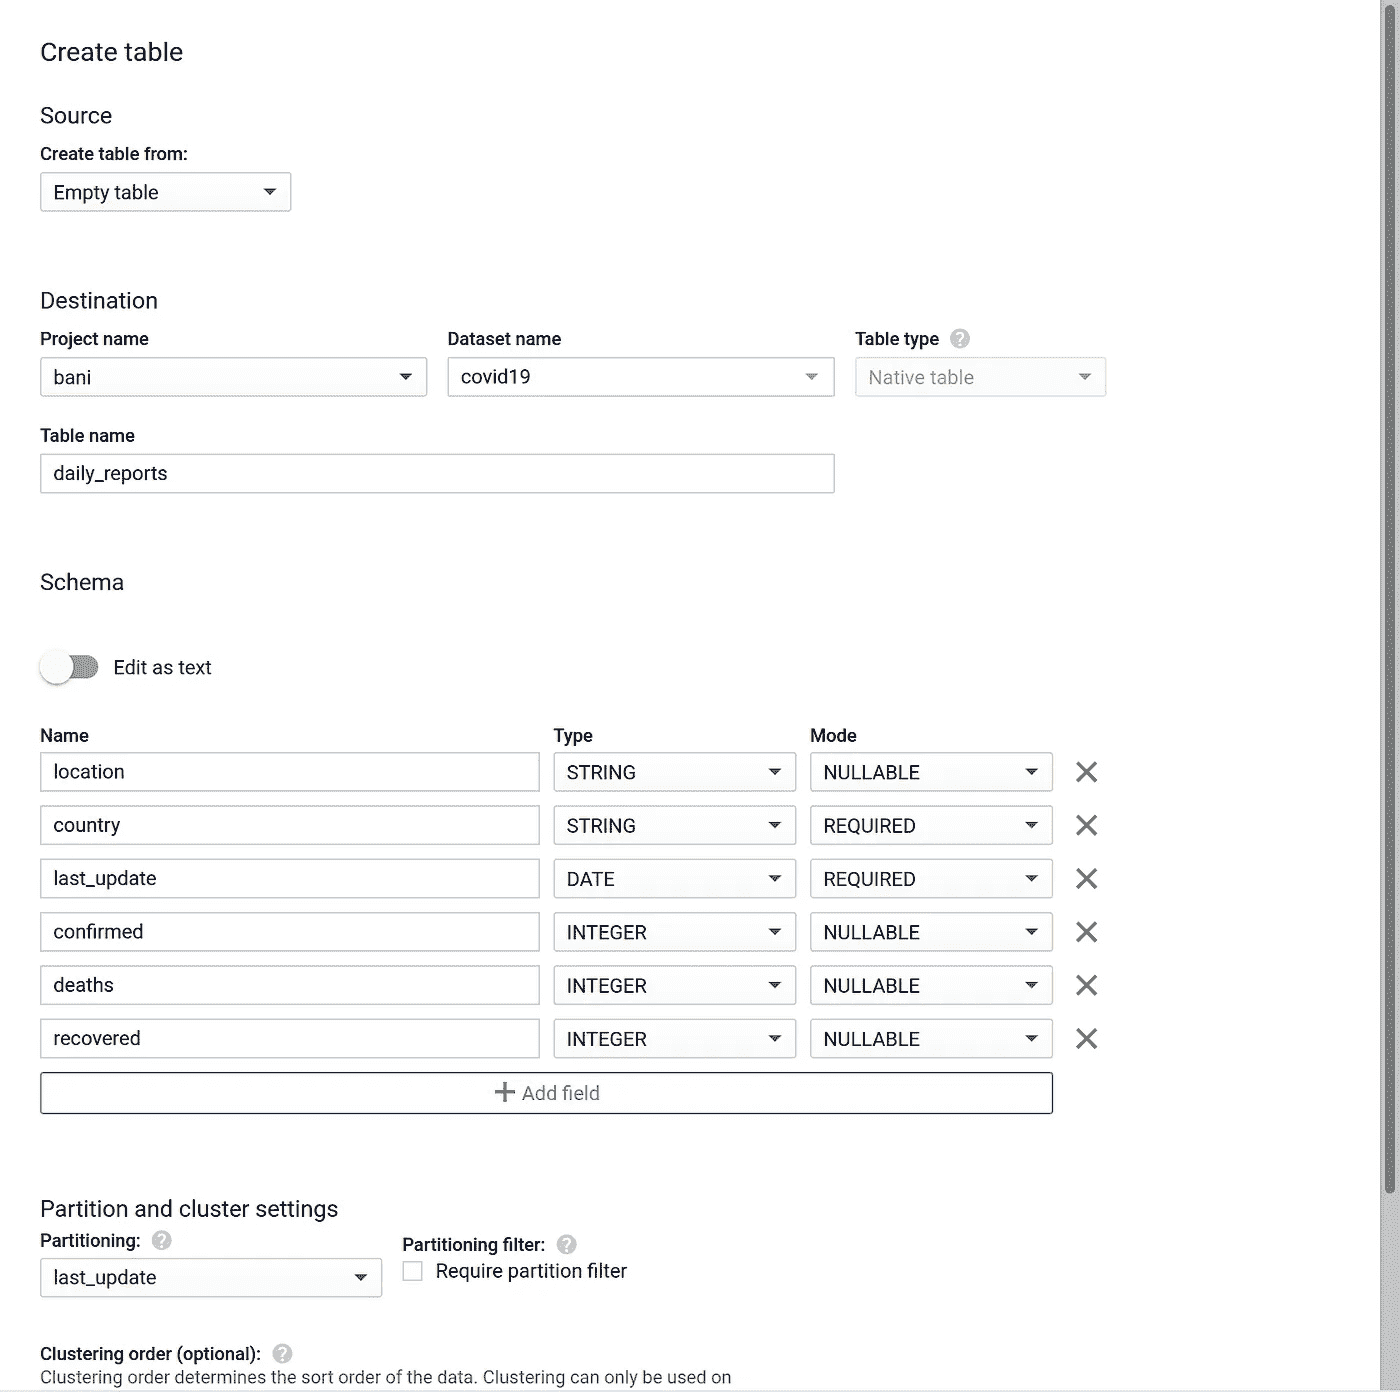 Create table
Source
Create table from:
Empty table
Destination
Project name Dataset name Table type ?
bani covid19 Native table
Table name
daily_reports
Schema
Edit as text
Name Type Mode
location STRING NULLABLE
country STRING REQUIRED
last_update DATE REQUIRED
confirmed INTEGER NULLABLE
deaths INTEGER NULLABLE
recovered INTEGER NULLABLE
+ Add field
Partition and cluster settings
Partitioning: ? Partitioning filter: ?
last_update Require partition filter
Clustering order (optional): ?
Clustering order determines the sort order of the data. Clustering can only be used on